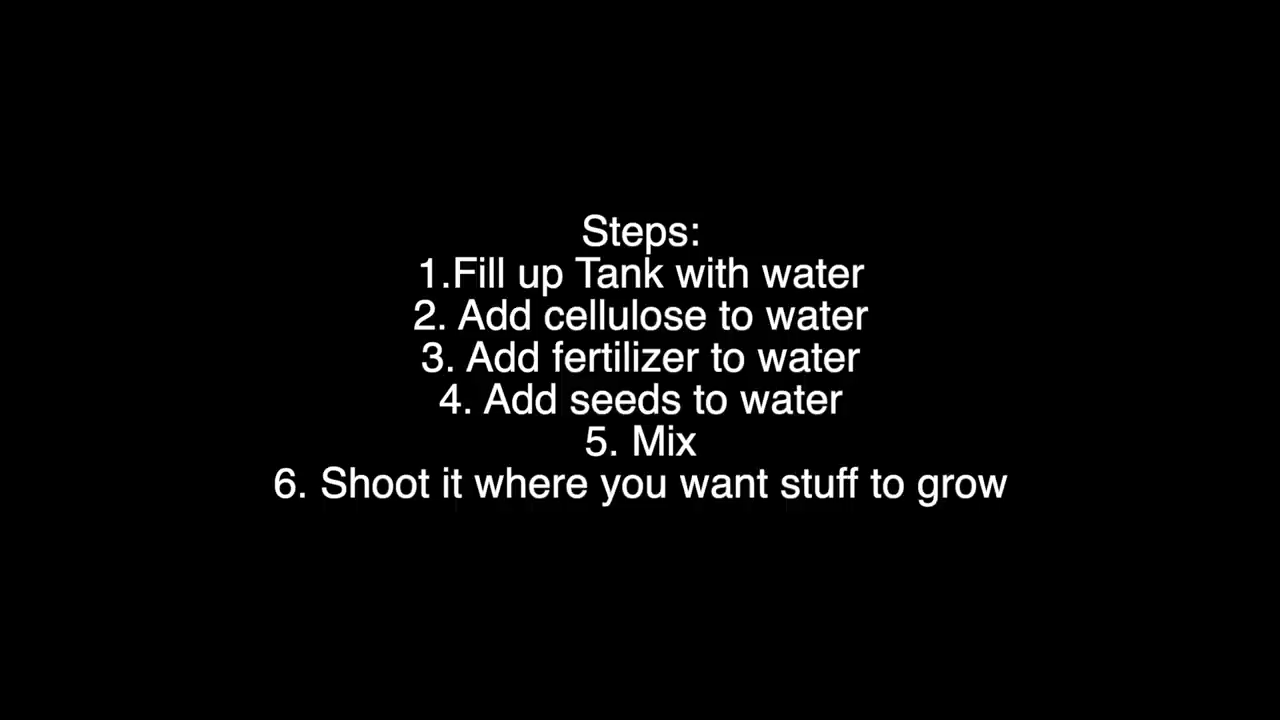 Steps:
1.Fill up Tank with water
2. Add cellulose to water
3. Add fertilizer to water
4. Add seeds to water
5. Mix
6. Shoot it where you want stuff to grow